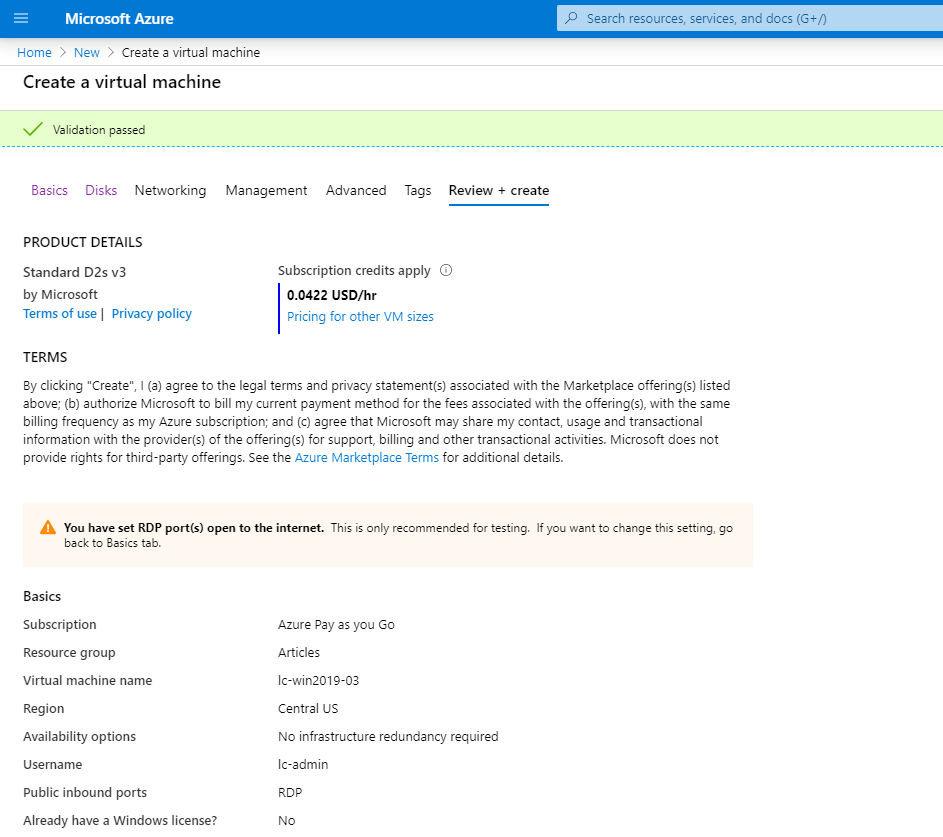 Microsoft Azure
Search resources, services, and docs (G+/)
Home > New > Create a virtual machine
Create a virtual machine
Validation passed
Basics Disks Networking Management Advanced Tags Review + create
PRODUCT DETAILS
Standard D2s v3
by Microsoft
Terms of use | Privacy policy
Subscription credits apply
0.0422 USD/hr
Pricing for other VM sizes
TERMS
By clicking "Create", I (a) agree to the legal terms and privacy statement(s) associated with the Marketplace offering(s) listed
above; (b) authorize Microsoft to bill my current payment method for the fees associated with the offering(s), with the same
billing frequency as my Azure subscription; and (c) agree that Microsoft may share my contact, usage and transactional
information with the provider(s) of the offering(s) for support, billing and other transactional activities. Microsoft does not
provide rights for third-party offerings. See the Azure Marketplace Terms for additional details.
You have set RDP port(s) open to the internet. This is only recommended for testing. If you want to change this setting, go
back to Basics tab.
Basics
Subscription Azure Pay as you Go
Resource group Articles
Virtual machine name lc-win2019-03
Region Central US
Availability options No infrastructure redundancy required
Username lc-admin
Public inbound ports RDP
Already have a Windows license? No